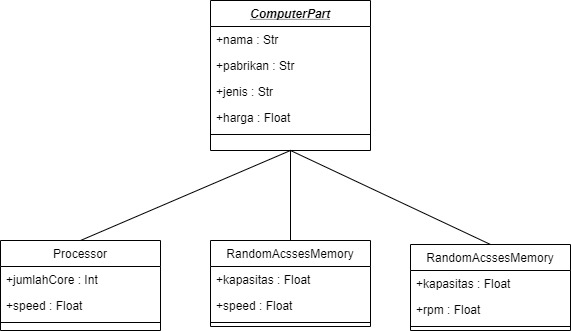 ComputerPart
+nama : Str
+pabrikan : Str
+jenis : Str
+harga : Float
Processor
+jumlahCore : Int
+speed : Float
RandomAcssesMemory
+kapasitas : Float
+speed : Float
RandomAcssesMemory
+kapasitas : Float
+rpm : Float